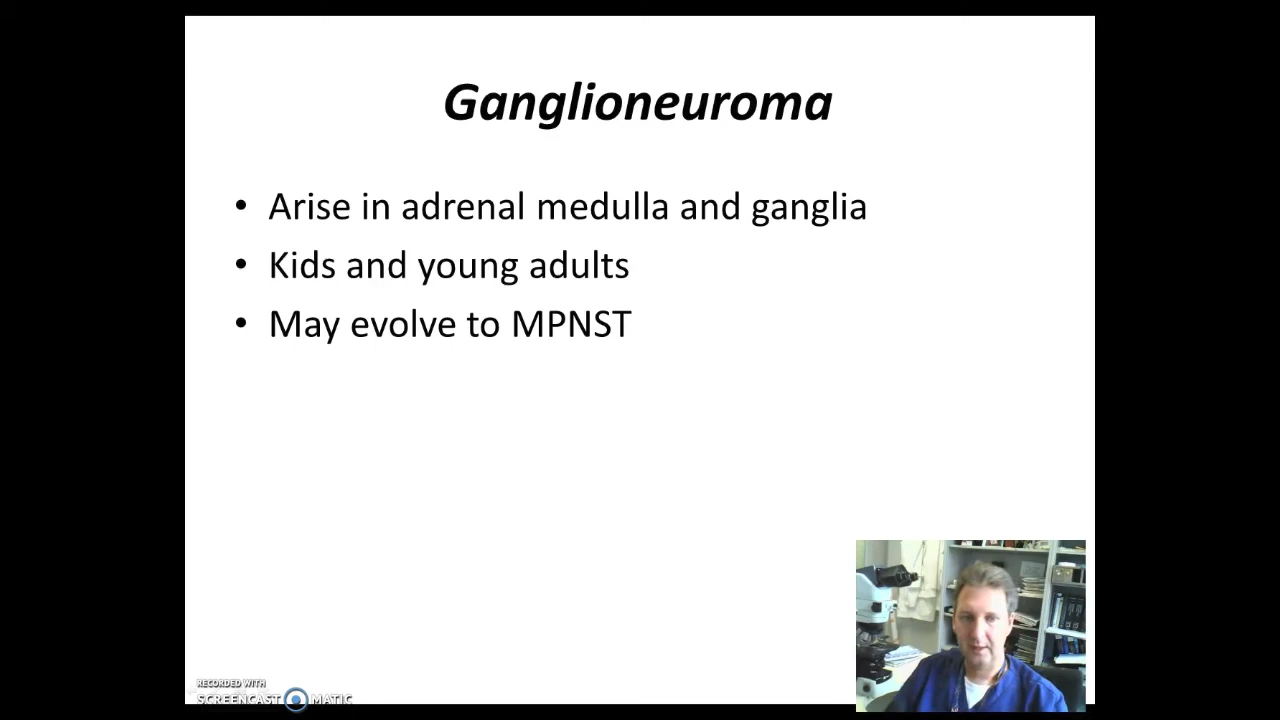 Ganglioneuroma
• Arise in adrenal medulla and ganglia
• Kids and young adults
• May evolve to MPNST
RECORDED WITH
SCREENCAST MATIC